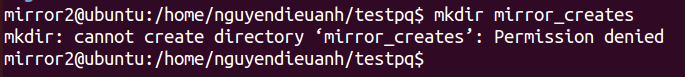 mirror2@ubuntu:/home/nguyendieuanh/testpq$ mkdir mirror_creates
mkdir: cannot create directory ‘mirror_creates’: Permission denied
mirror2@ubuntu:/home/nguyendieuanh/testpq$